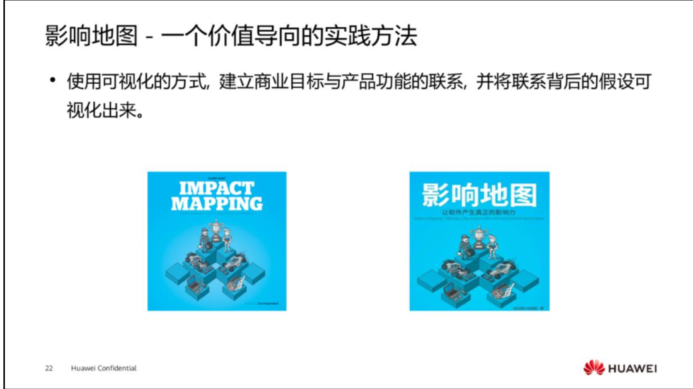 影响地图 - 一个价值导向的实践方法
• 使用可视化的方式, 建立商业目标与产品功能的联系, 并将联系背后的假设可
视化出来。
IMPACT
MAPPING
影响地图
让软件产生真正的影响力
22 Huawei Confidential
HUAWEI